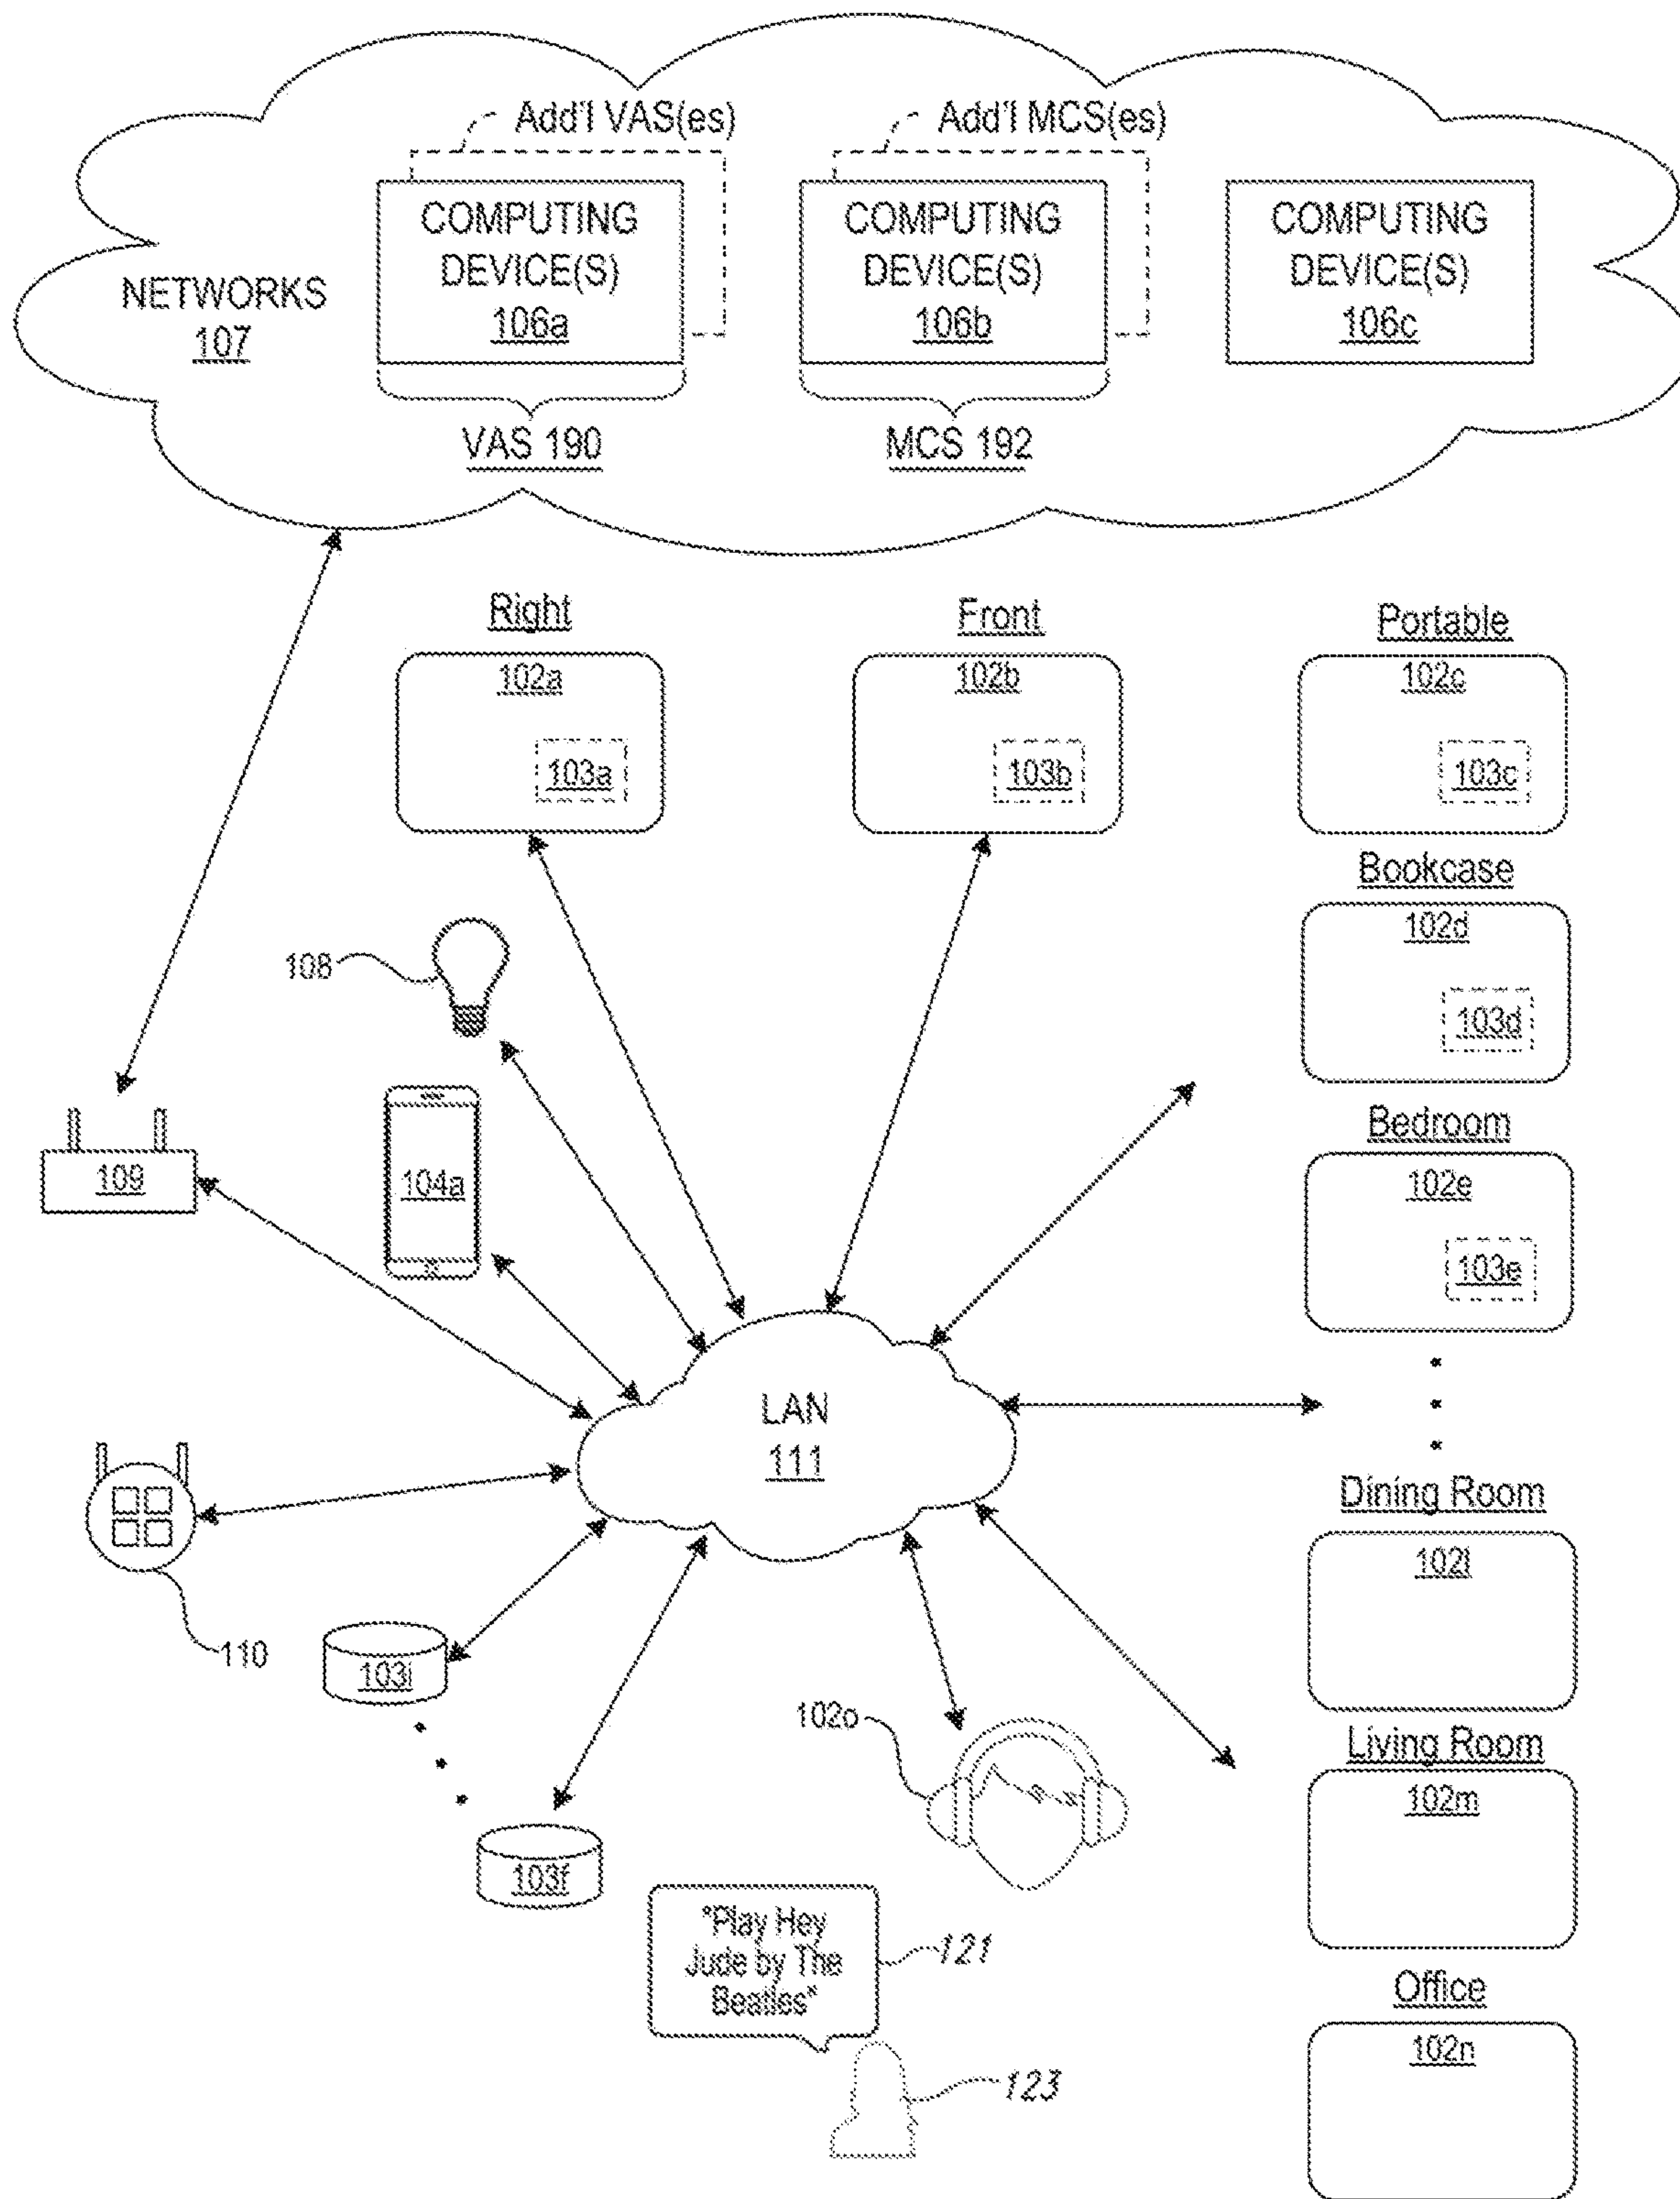 Add'l VAS(es)
Add'l MCS(es)
COMPUTING
DEVICE(S)
106a
COMPUTING
DEVICE(S)
106b
COMPUTING
DEVICE(S)
106c
NETWORKS
107
VAS 190
MCS 192
Right
102a
103a
Front
102b
103b
Portable
102c
103c
Bookcase
102d
103d
108
104a
109
Bedroom
102e
103e
LAN
111
110
103i
103f
102o
Dining Room
102l
Living Room
102m
"Play Hey
Jude by The
Beatles"
121
123
Office
102n